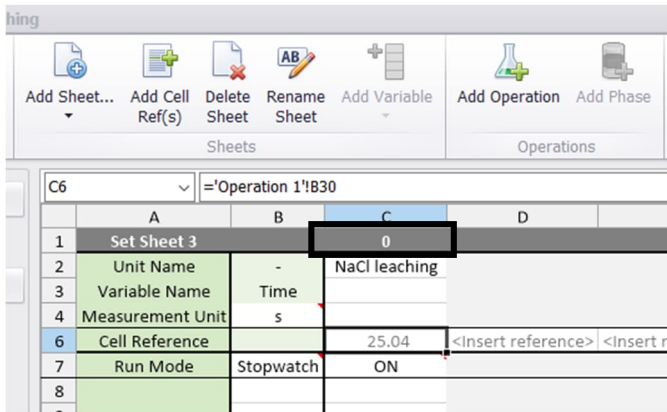 hing
Add Sheet... Add Cell Ref(s) Delete Sheet Rename Sheet Add Variable Add Operation Add Phase
AB
Sheets Operations
C6 ='Operation 1'!B30
A B C D
1 Set Sheet 3 0
2 Unit Name - NaCl leaching
3 Variable Name Time
4 Measurement Unit s
6 Cell Reference 25.04 <Insert reference> <Insert r
7 Run Mode Stopwatch ON
8